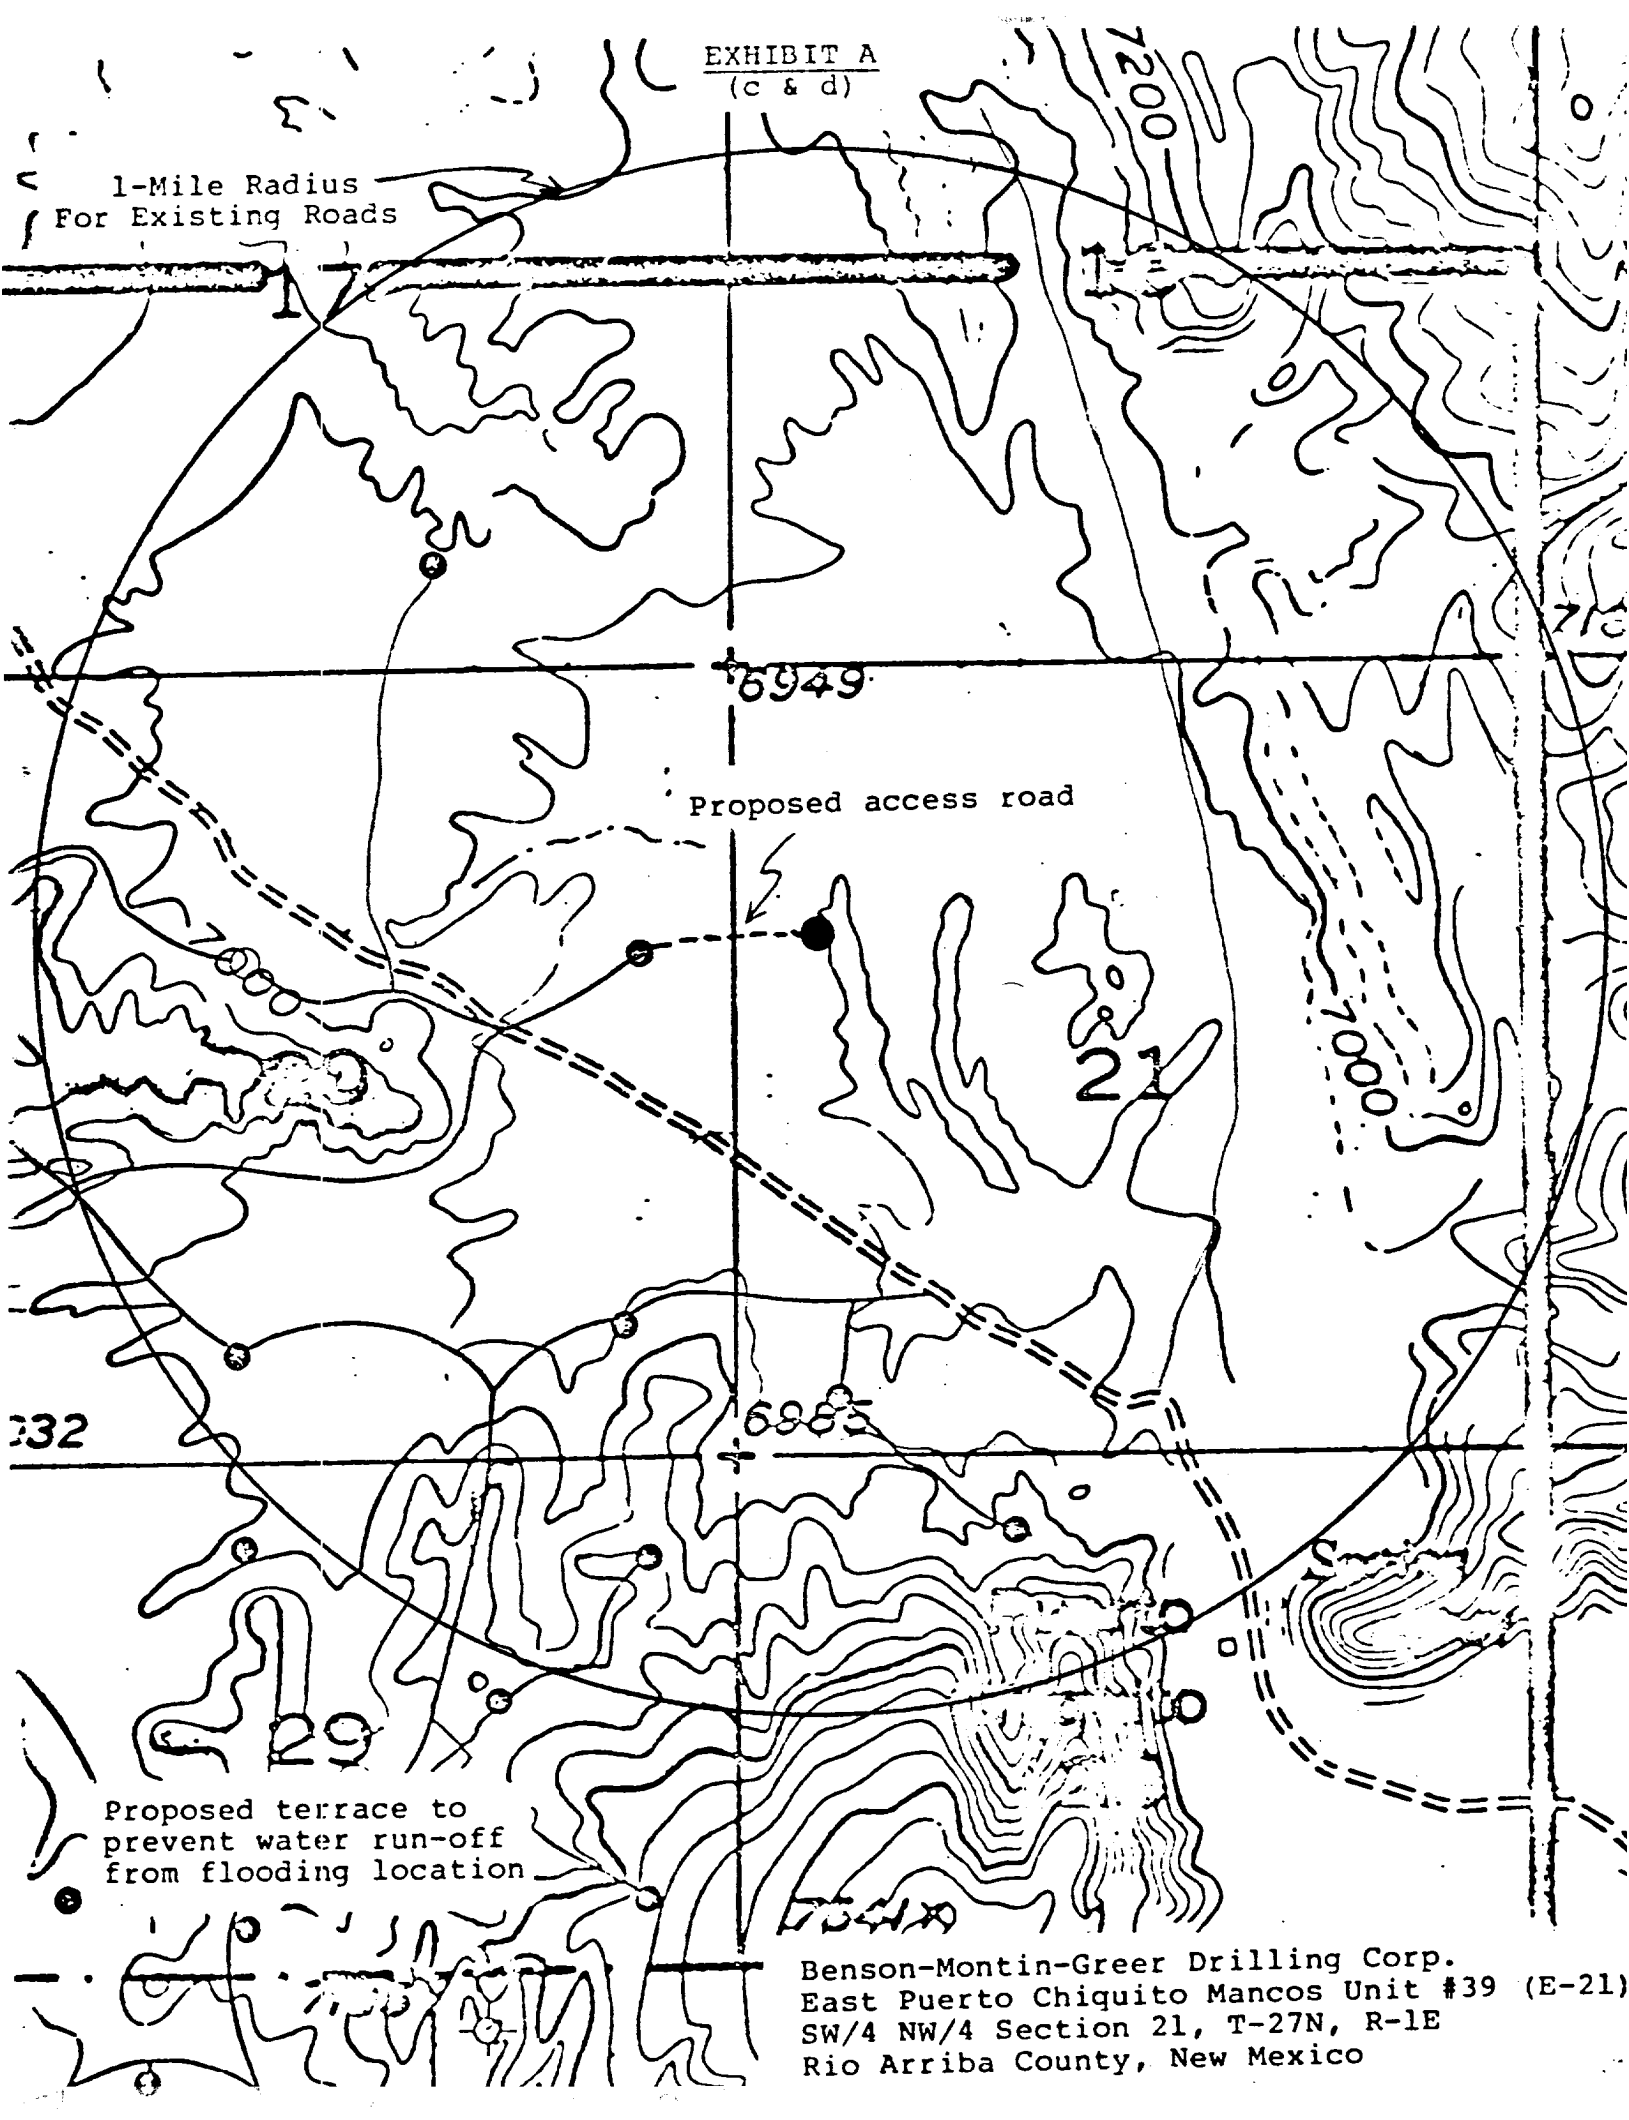 EXHIBIT A
(c & d)
7200
1-Mile Radius
For Existing Roads
17
6949
Proposed access road
21
7000
6885
29
Proposed terrace to
prevent water run-off
from flooding location
Benson-Montin-Greer Drilling Corp.
East Puerto Chiquito Mancos Unit #39 (E-21)
SW/4 NW/4 Section 21, T-27N, R-1E
Rio Arriba County, New Mexico